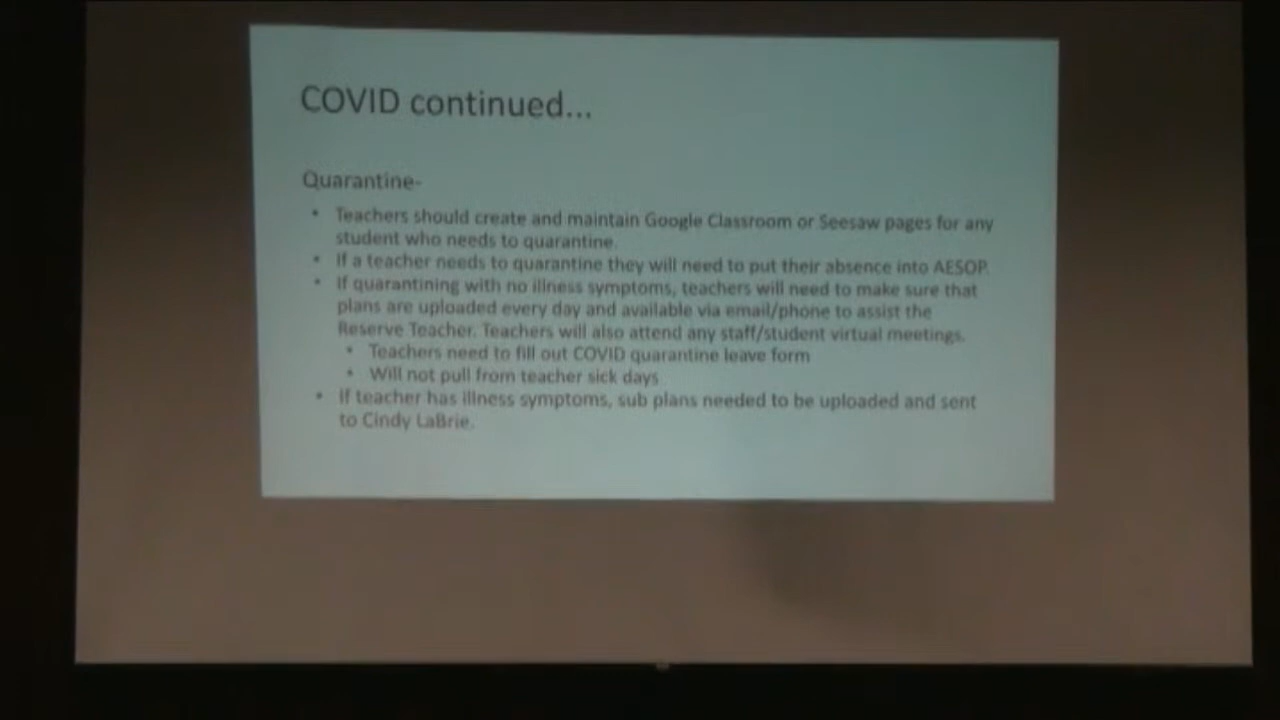 COVID continued...
Quarantine-
• Teachers should create and maintain Google Classroom or Seesaw pages for any
student who needs to quarantine.
• If a teacher needs to quarantine they will need to put their absence into AESOP.
• If quarantining with no illness symptoms, teachers will need to make sure that
plans are uploaded every day and available via email/phone to assist the
Reserve Teacher. Teachers will also attend any staff/student virtual meetings.
• Teachers need to fill out COVID quarantine leave form
• Will not pull from teacher sick days
• If teacher has illness symptoms, sub plans needed to be uploaded and sent
to Cindy LaBrie.